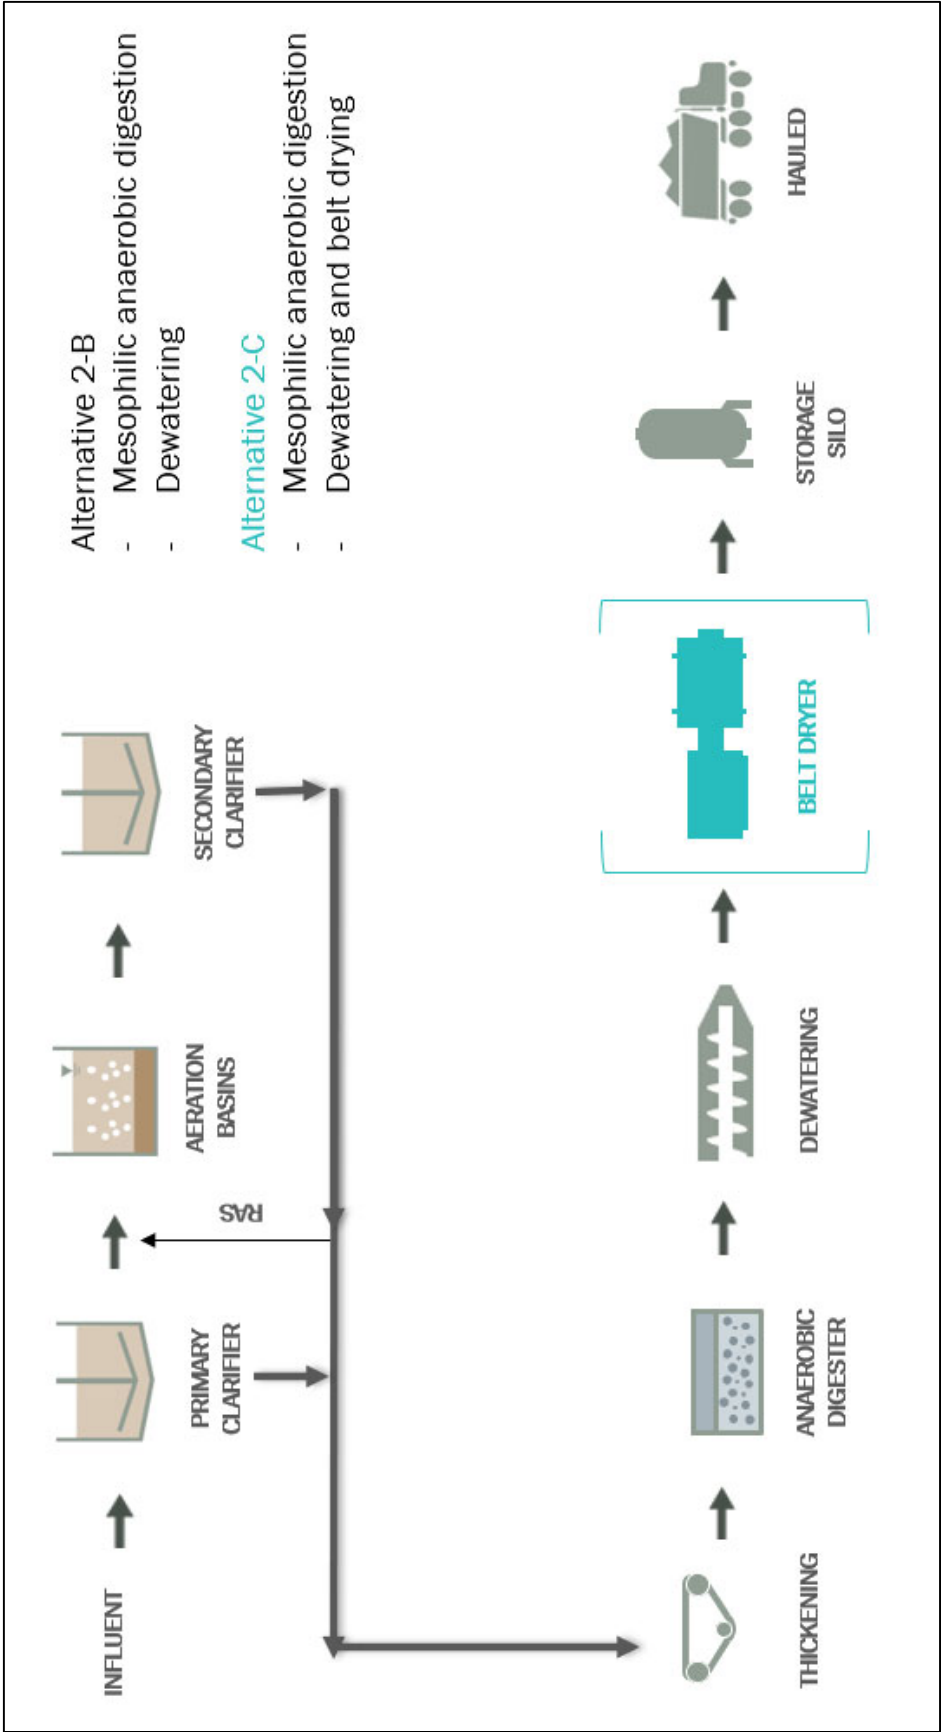 Alternative 2-B
- Mesophilic anaerobic digestion
- Dewatering
Alternative 2-C
- Mesophilic anaerobic digestion
- Dewatering and belt drying
INFLUENT
PRIMARY
CLARIFIER
RAS
AERATION
BASINS
SECONDARY
CLARIFIER
THICKENING
ANAEROBIC
DIGESTER
DEWATERING
BELT DRYER
STORAGE
SILO
HAULED